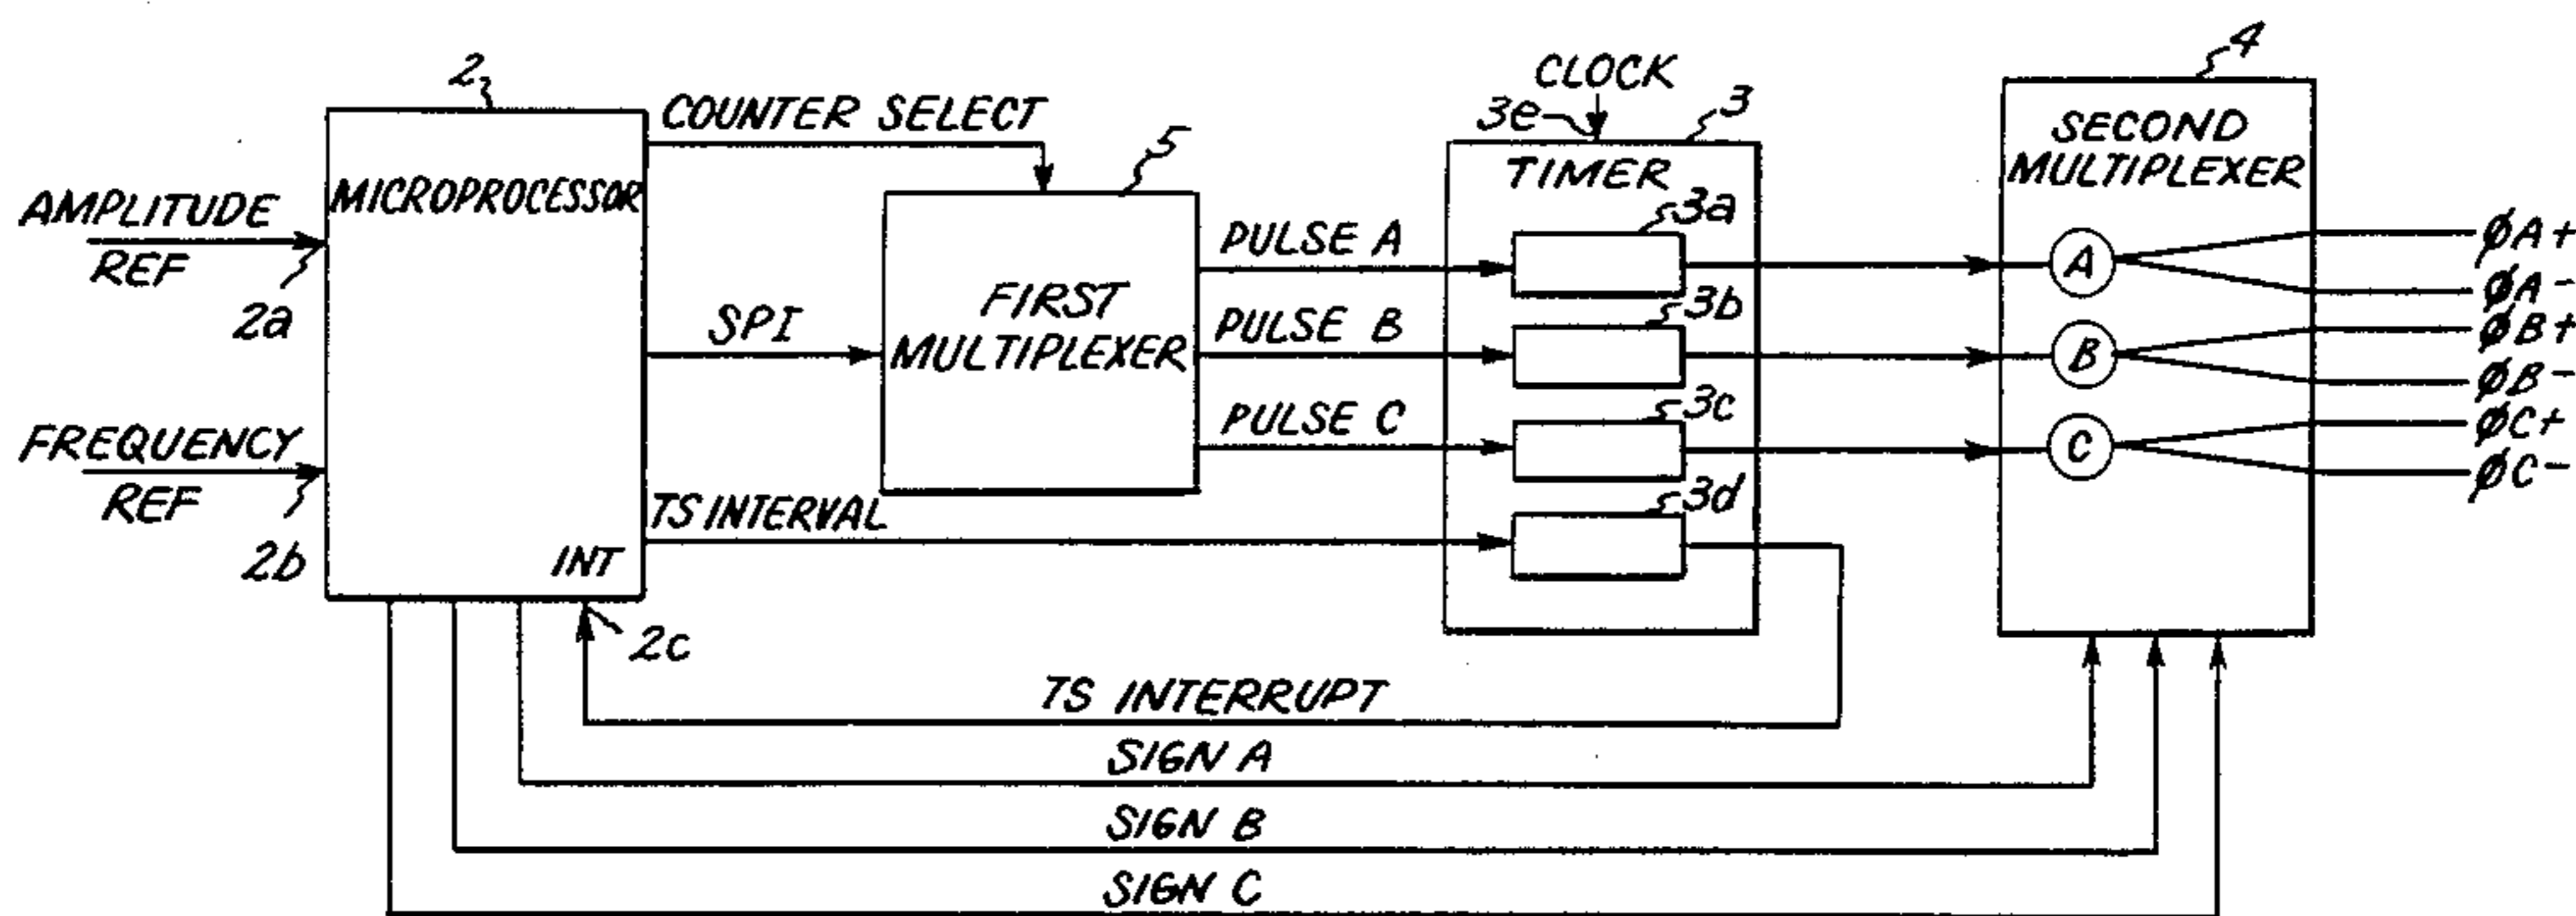 2
MICROPROCESSOR
AMPLITUDE
REF
2a
FREQUENCY
REF
2b
INT
2c
COUNTER SELECT
SPI
TS INTERVAL
5
FIRST
MULTIPLEXER
PULSE A
PULSE B
PULSE C
CLOCK
3e
3
TIMER
3a
3b
3c
3d
4
SECOND
MULTIPLEXER
A
B
C
ØA+
ØA-
ØB+
ØB-
ØC+
ØC-
TS INTERRUPT
SIGN A
SIGN B
SIGN C